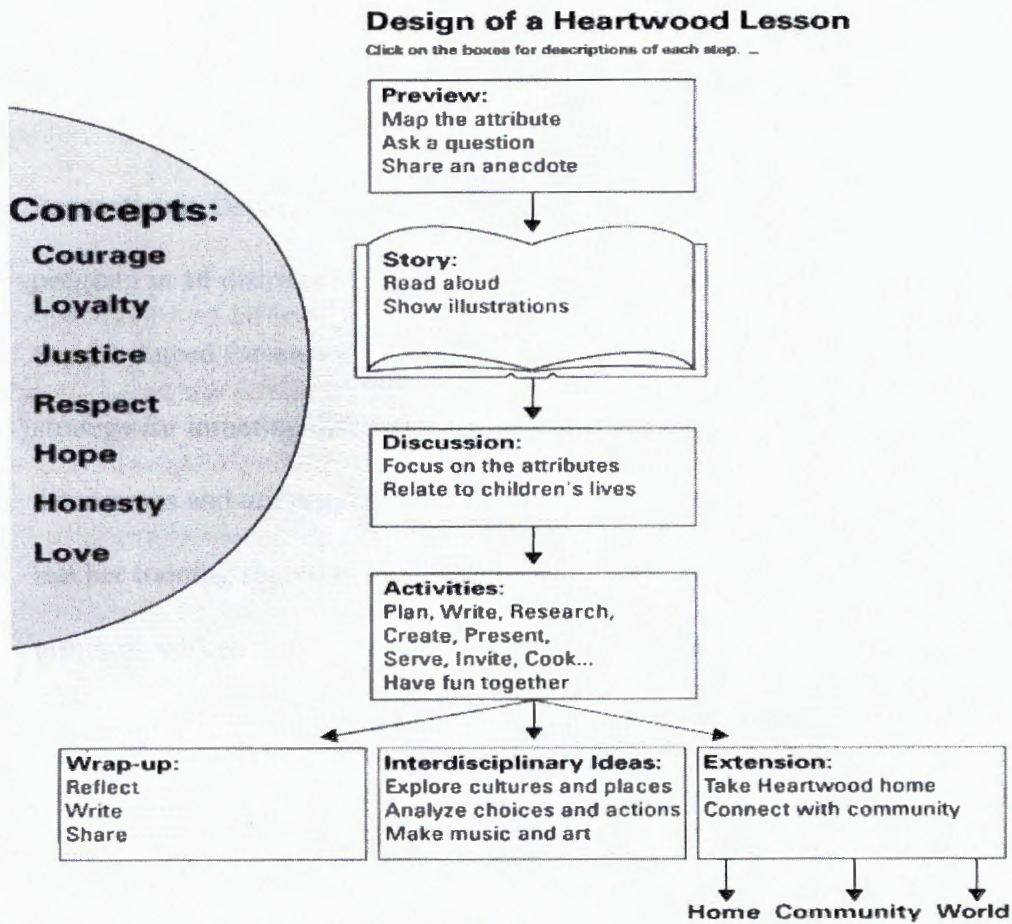 Design of a Heartwood Lesson
Click on the boxes for descriptions of each step. –
Preview:
Map the attribute
Ask a question
Share an anecdote
Concepts:
Courage
Loyalty
Justice
Respect
Hope
Honesty
Love
Story:
Read aloud
Show illustrations
Discussion:
Focus on the attributes
Relate to children's lives
Activities:
Plan, Write, Research,
Create, Present,
Serve, Invite, Cook...
Have fun together
Wrap-up:
Reflect
Write
Share
Interdisciplinary Ideas:
Explore cultures and places
Analyze choices and actions
Make music and art
Extension:
Take Heartwood home
Connect with community
Home Community World